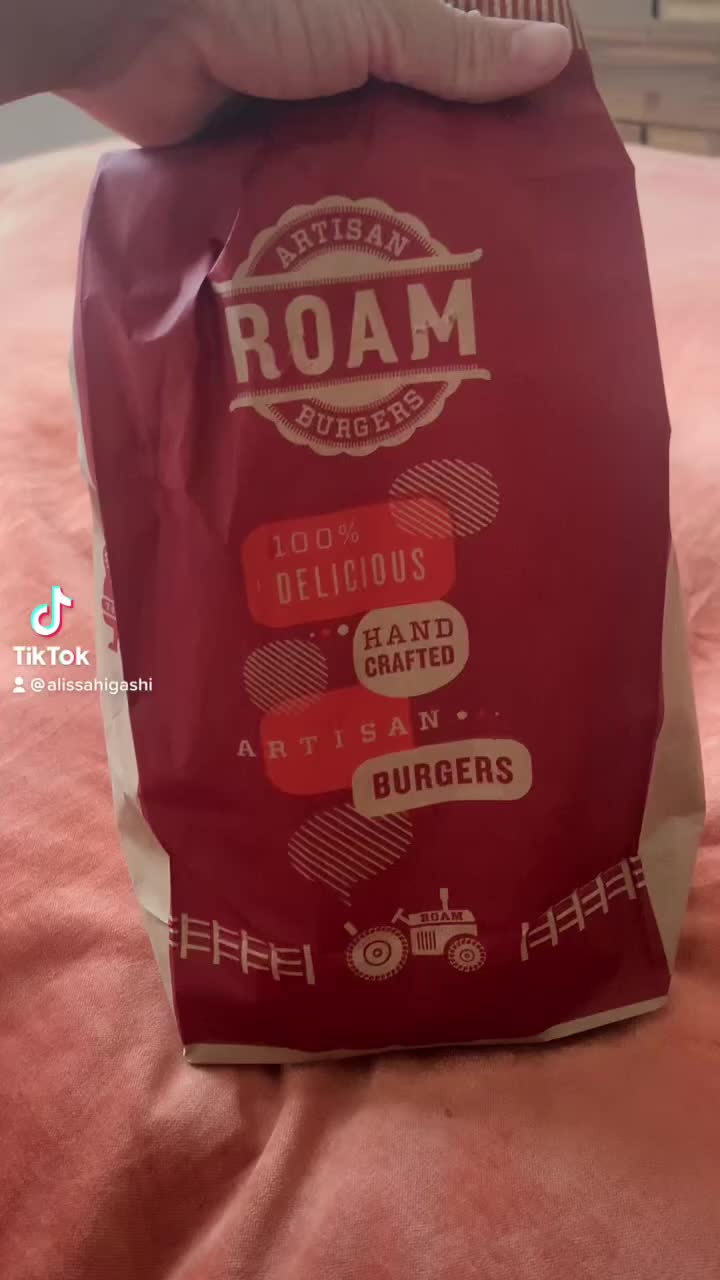 ARTISAN
ROAM
BURGERS
100%
DELICIOUS
HAND
CRAFTED
ARTISAN
BURGERS
ROAM
TikTok
@alissahigashi